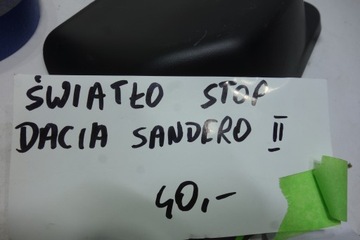 ŚWIATŁO STOP
DACIA SANDERO II
40,-